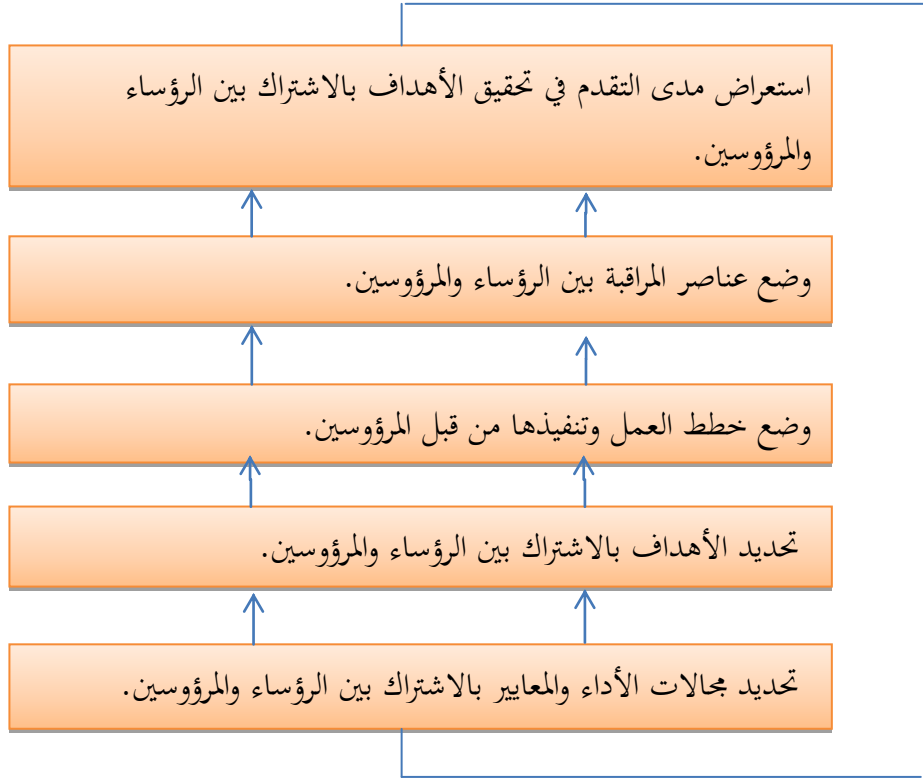 استعراض مدى التقدم في تحقيق الأهداف بالاشتراك بين الرؤساء
والمرؤوسين.
وضع عناصر المراقبة بين الرؤساء والمرؤوسين.
وضع خطط العمل وتنفيذها من قبل المرؤوسين.
تحديد الأهداف بالاشتراك بين الرؤساء والمرؤوسين.
تحديد مجالات الأداء والمعايير بالاشتراك بين الرؤساء والمرؤوسين.